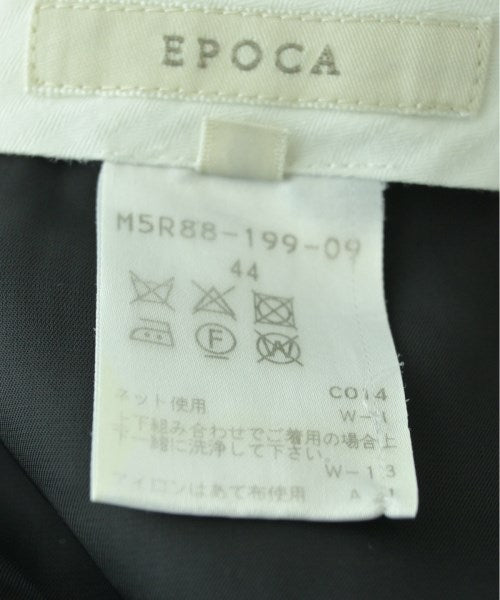 EPOCA
M5R88-199-09
44
F W
C014
ネット使用 W-1
上下組み合わせでご着用の場合上
下一緒に洗浄して下さい。
W-13
アイロンはあて布使用 A 21